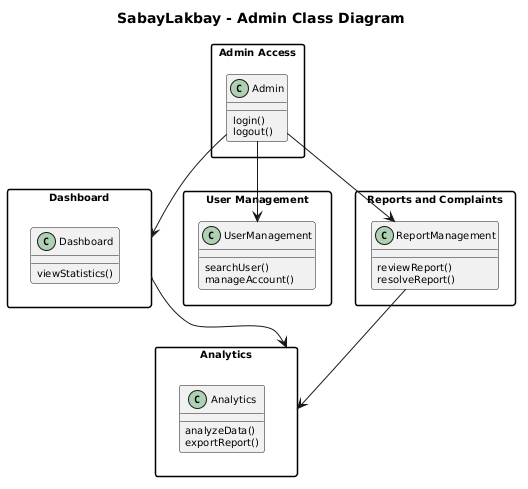 SabayLakbay - Admin Class Diagram
Admin Access
C Admin
login()
logout()
Dashboard
C Dashboard
viewStatistics()
User Management
C UserManagement
searchUser()
manageAccount()
Reports and Complaints
C ReportManagement
reviewReport()
resolveReport()
Analytics
C Analytics
analyzeData()
exportReport()